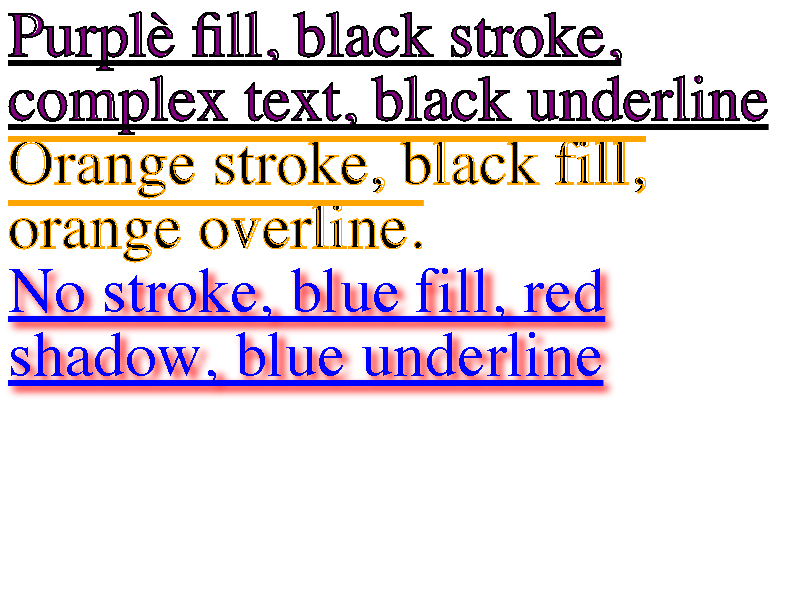 Purplè fill, black stroke,
complex text, black underline
Orange stroke, black fill,
orange overline.
No stroke, blue fill, red
shadow, blue underline